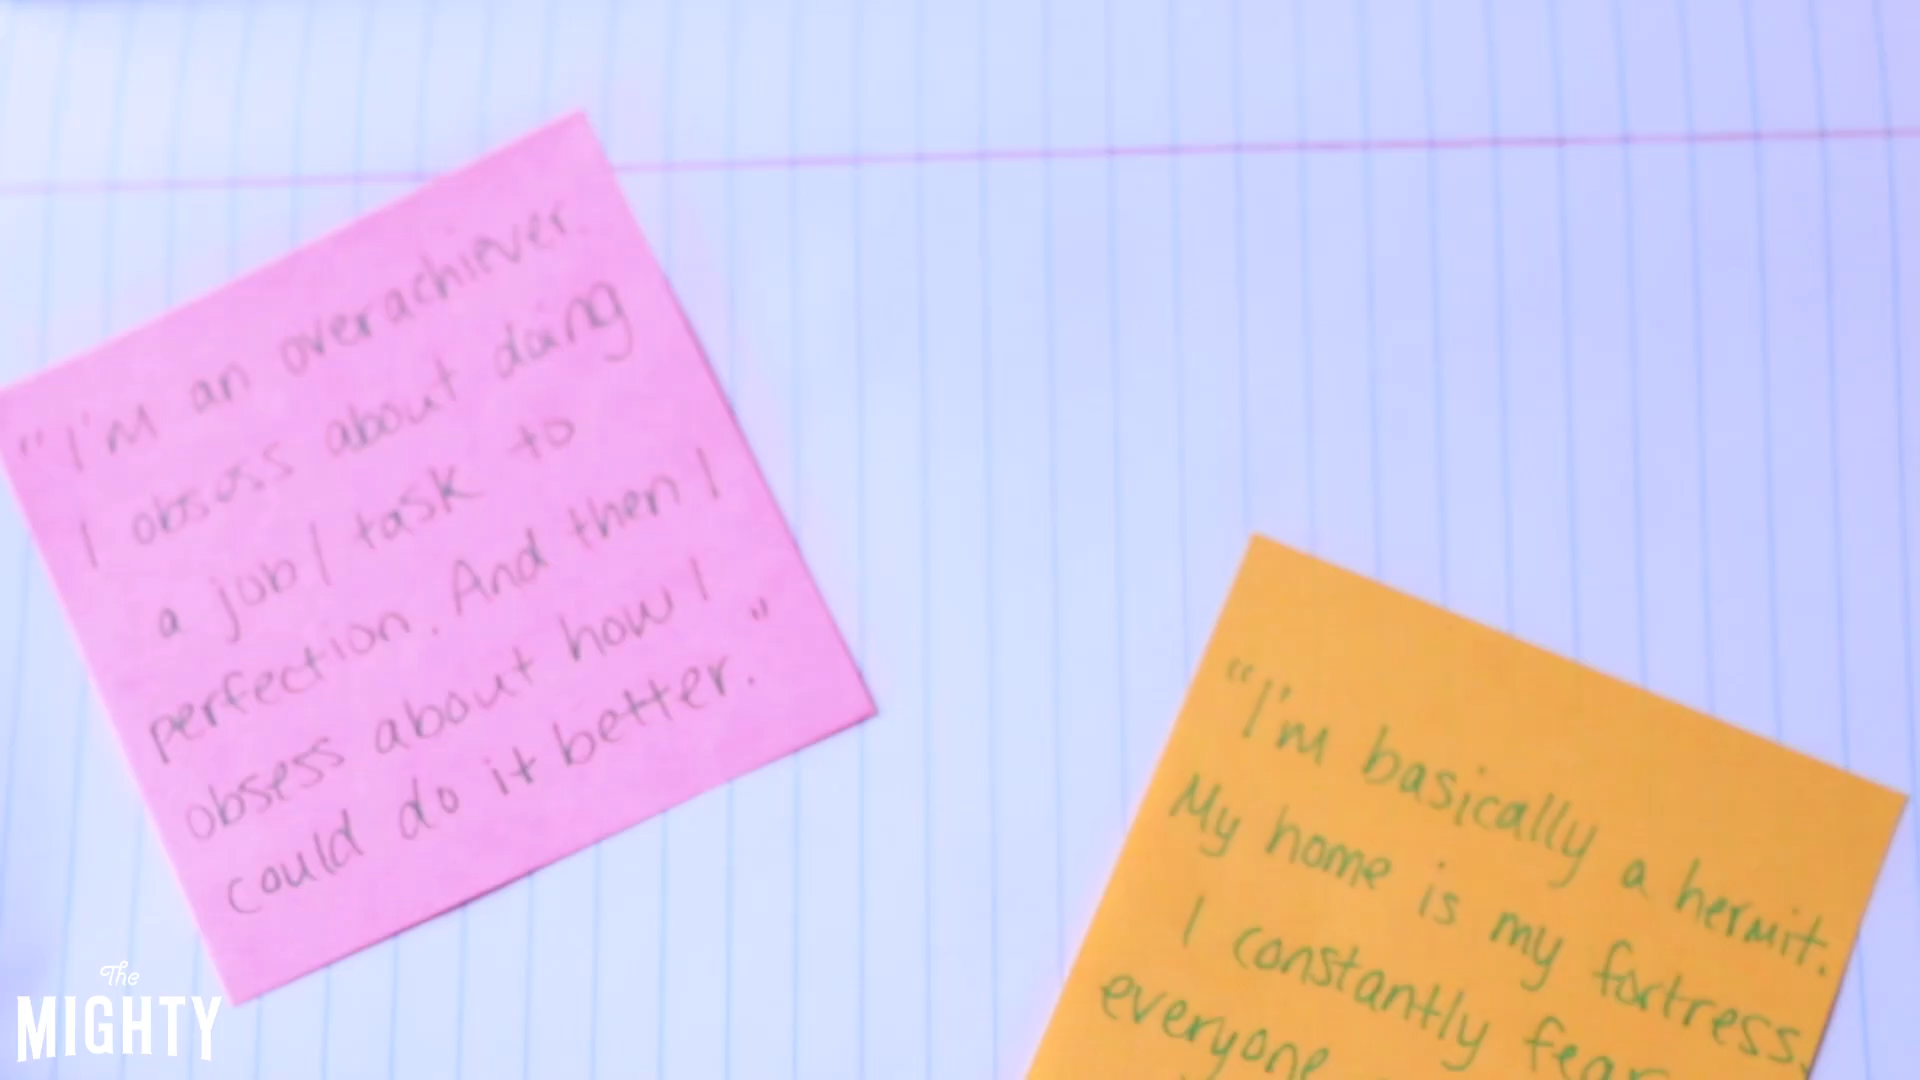 "I'm an overachiever.
I obsess about doing
a job/task to
perfection. And then I
obsess about how I
could do it better."
"I'm basically a hermit.
My home is my fortress.
I constantly fear
everyone
The
MIGHTY